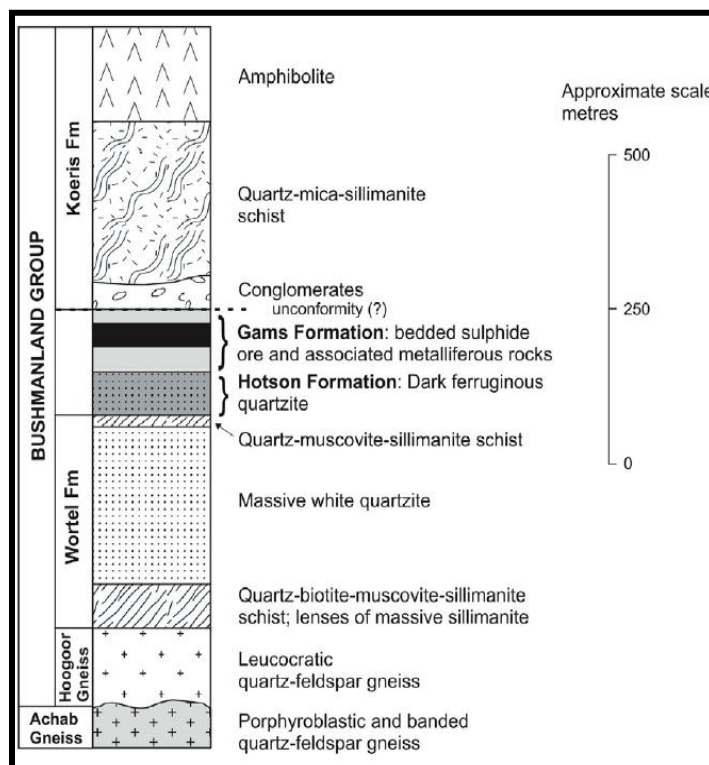 BUSHMANLAND GROUP
Koeris Fm
Wortel Fm
Hoogoor
Gneiss
Achab
Gneiss
Amphibolite
Quartz-mica-sillimanite
schist
Conglomerates
unconformity (?)
Gams Formation: bedded sulphide
ore and associated metalliferous rocks
Hotson Formation: Dark ferruginous
quartzite
Quartz-muscovite-sillimanite schist
Massive white quartzite
Quartz-biotite-muscovite-sillimanite
schist; lenses of massive sillimanite
Leucocratic
quartz-feldspar gneiss
Porphyroblastic and banded
quartz-feldspar gneiss
Approximate scale
metres
500
250
0